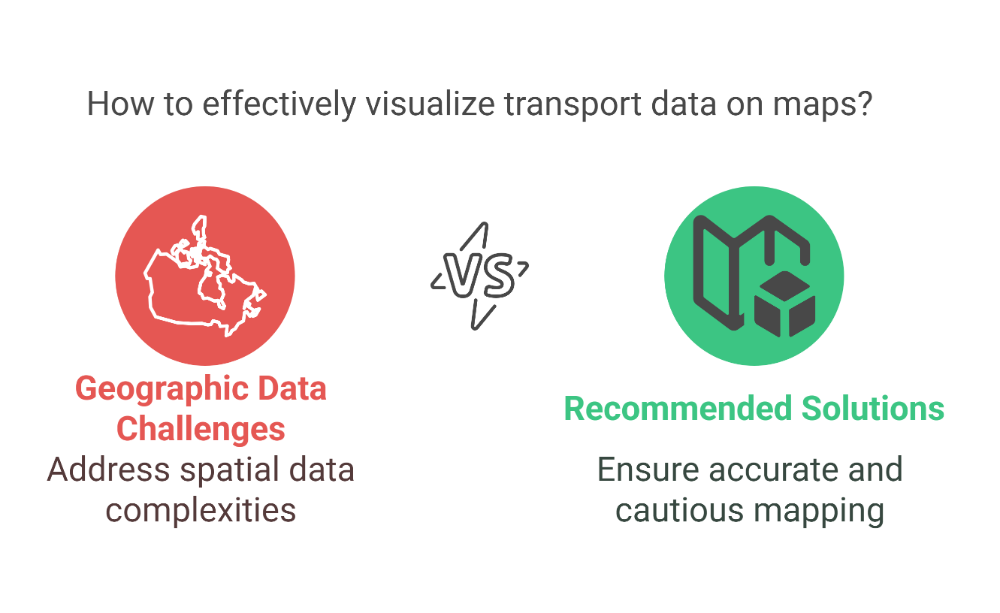 How to effectively visualize transport data on maps?
VS
Geographic Data
Challenges
Address spatial data
complexities
Recommended Solutions
Ensure accurate and
cautious mapping